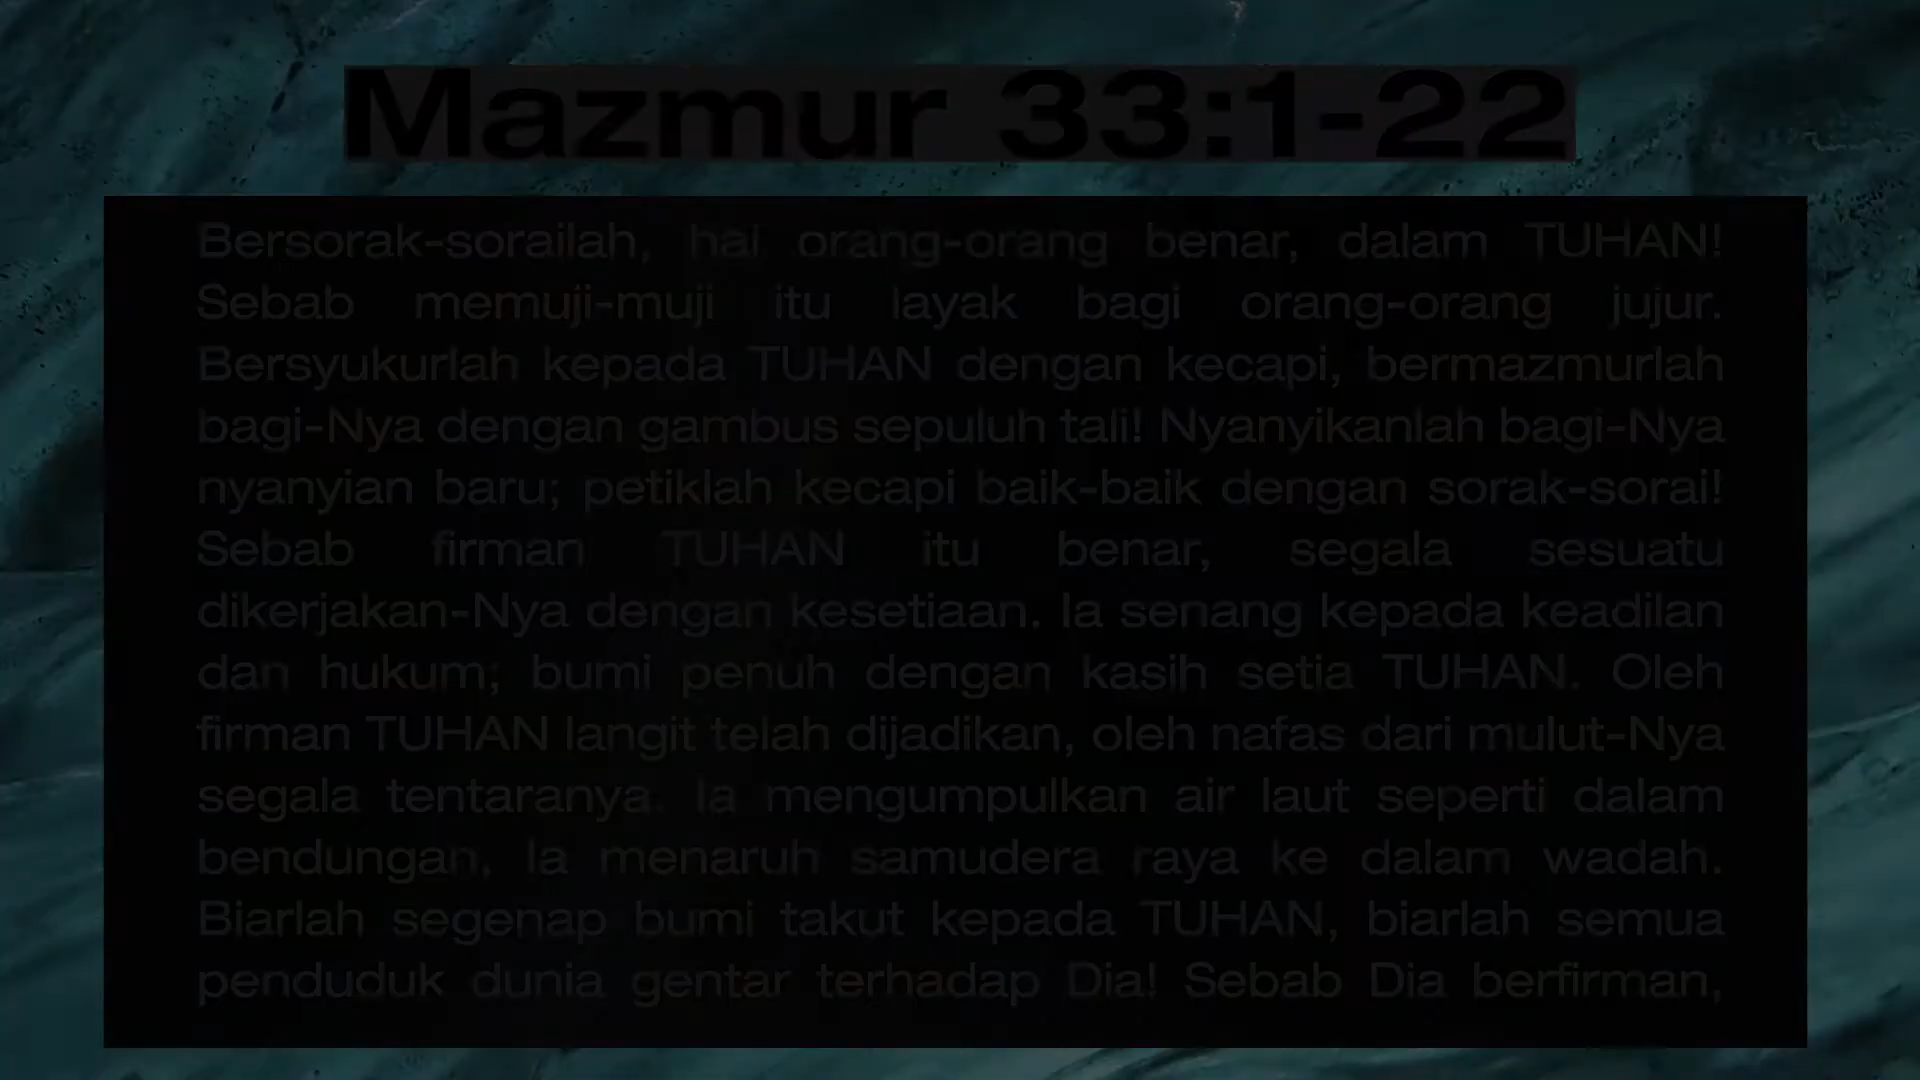 Mazmur 33:1-22
Bersorak-sorailah, hai orang-orang benar, dalam TUHAN!
Sebab memuji-muji itu layak bagi orang-orang jujur.
Bersyukurlah kepada TUHAN dengan kecapi, bermazmurlah
bagi-Nya dengan gambus sepuluh tali! Nyanyikanlah bagi-Nya
nyanyian baru; petiklah kecapi baik-baik dengan sorak-sorai!
Sebab firman TUHAN itu benar, segala sesuatu
dikerjakan-Nya dengan kesetiaan. Ia senang kepada keadilan
dan hukum; bumi penuh dengan kasih setia TUHAN. Oleh
firman TUHAN langit telah dijadikan, oleh nafas dari mulut-Nya
segala tentaranya. Ia mengumpulkan air laut seperti dalam
bendungan, Ia menaruh samudera raya ke dalam wadah.
Biarlah segenap bumi takut kepada TUHAN, biarlah semua
penduduk dunia gentar terhadap Dia! Sebab Dia berfirman,